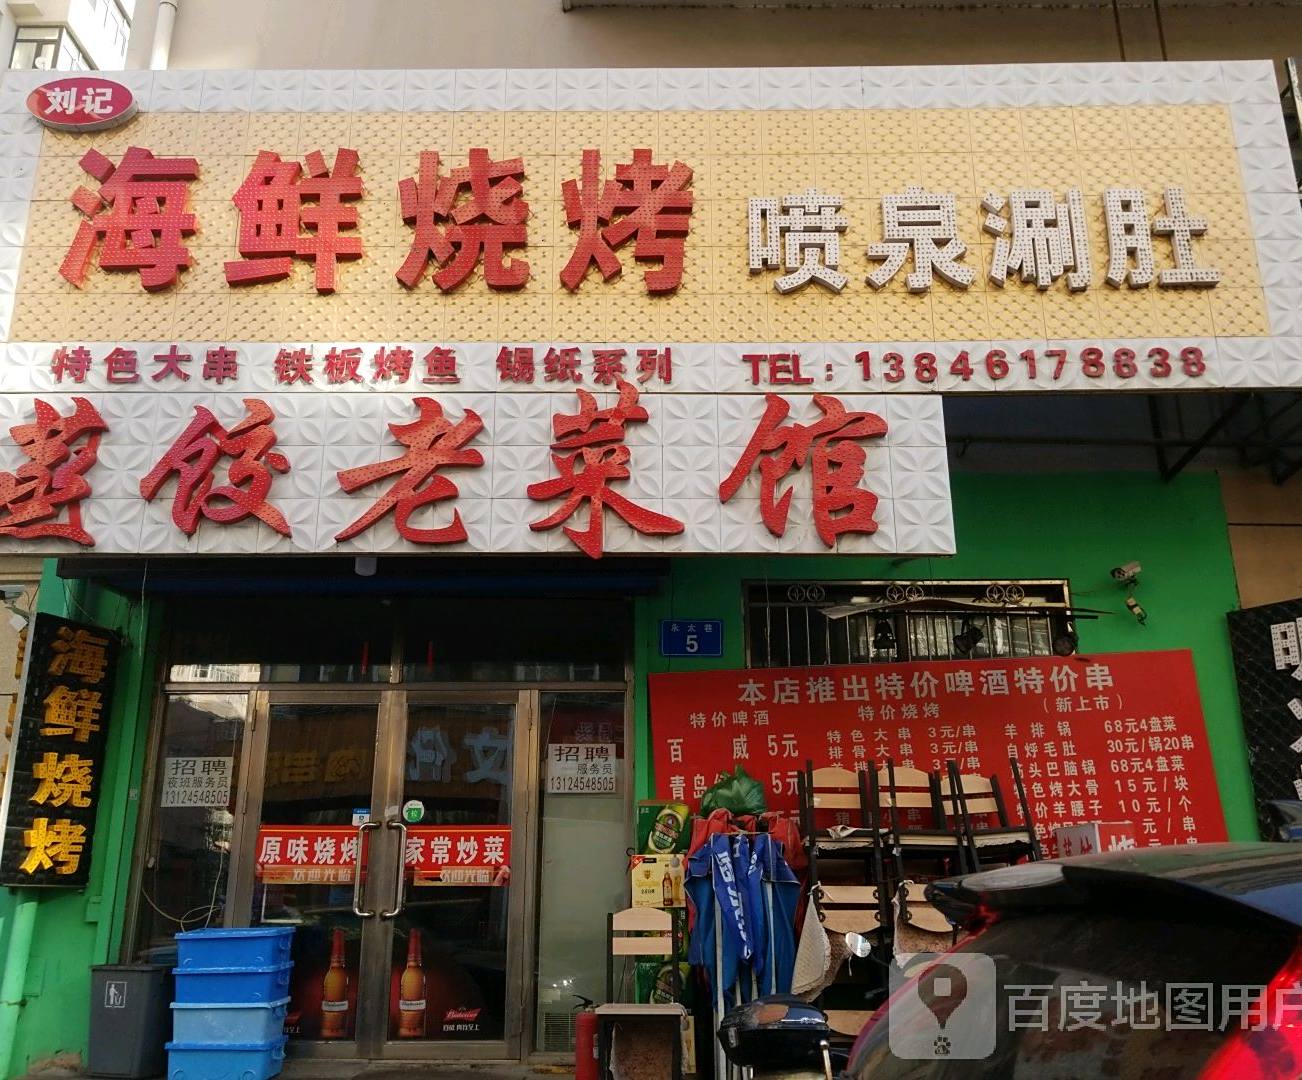 刘记
海鲜烧烤 喷泉涮肚
特色大串 铁板烤鱼 锡纸系列 TEL：13846178838
蒸饺老菜馆
海鲜烧烤
永太巷
5
招聘
夜班服务员
13124548505
招聘
服务员
13124548505
原味烧烤
欢迎光临
家常炒菜
欢迎光临
Budweiser
本店推出特价啤酒特价串
（新上市）
特价啤酒 特价烧烤
百威 5元
青岛 5元
特色大串 3元/串
排骨大串 3元/串
羊排锅 68元4盘菜
自烀毛肚 30元/锅20串
头巴脑锅 68元4盘菜
特色烤大骨 15元/块
特价羊腰子 10元/个
元/串
百度地图用户